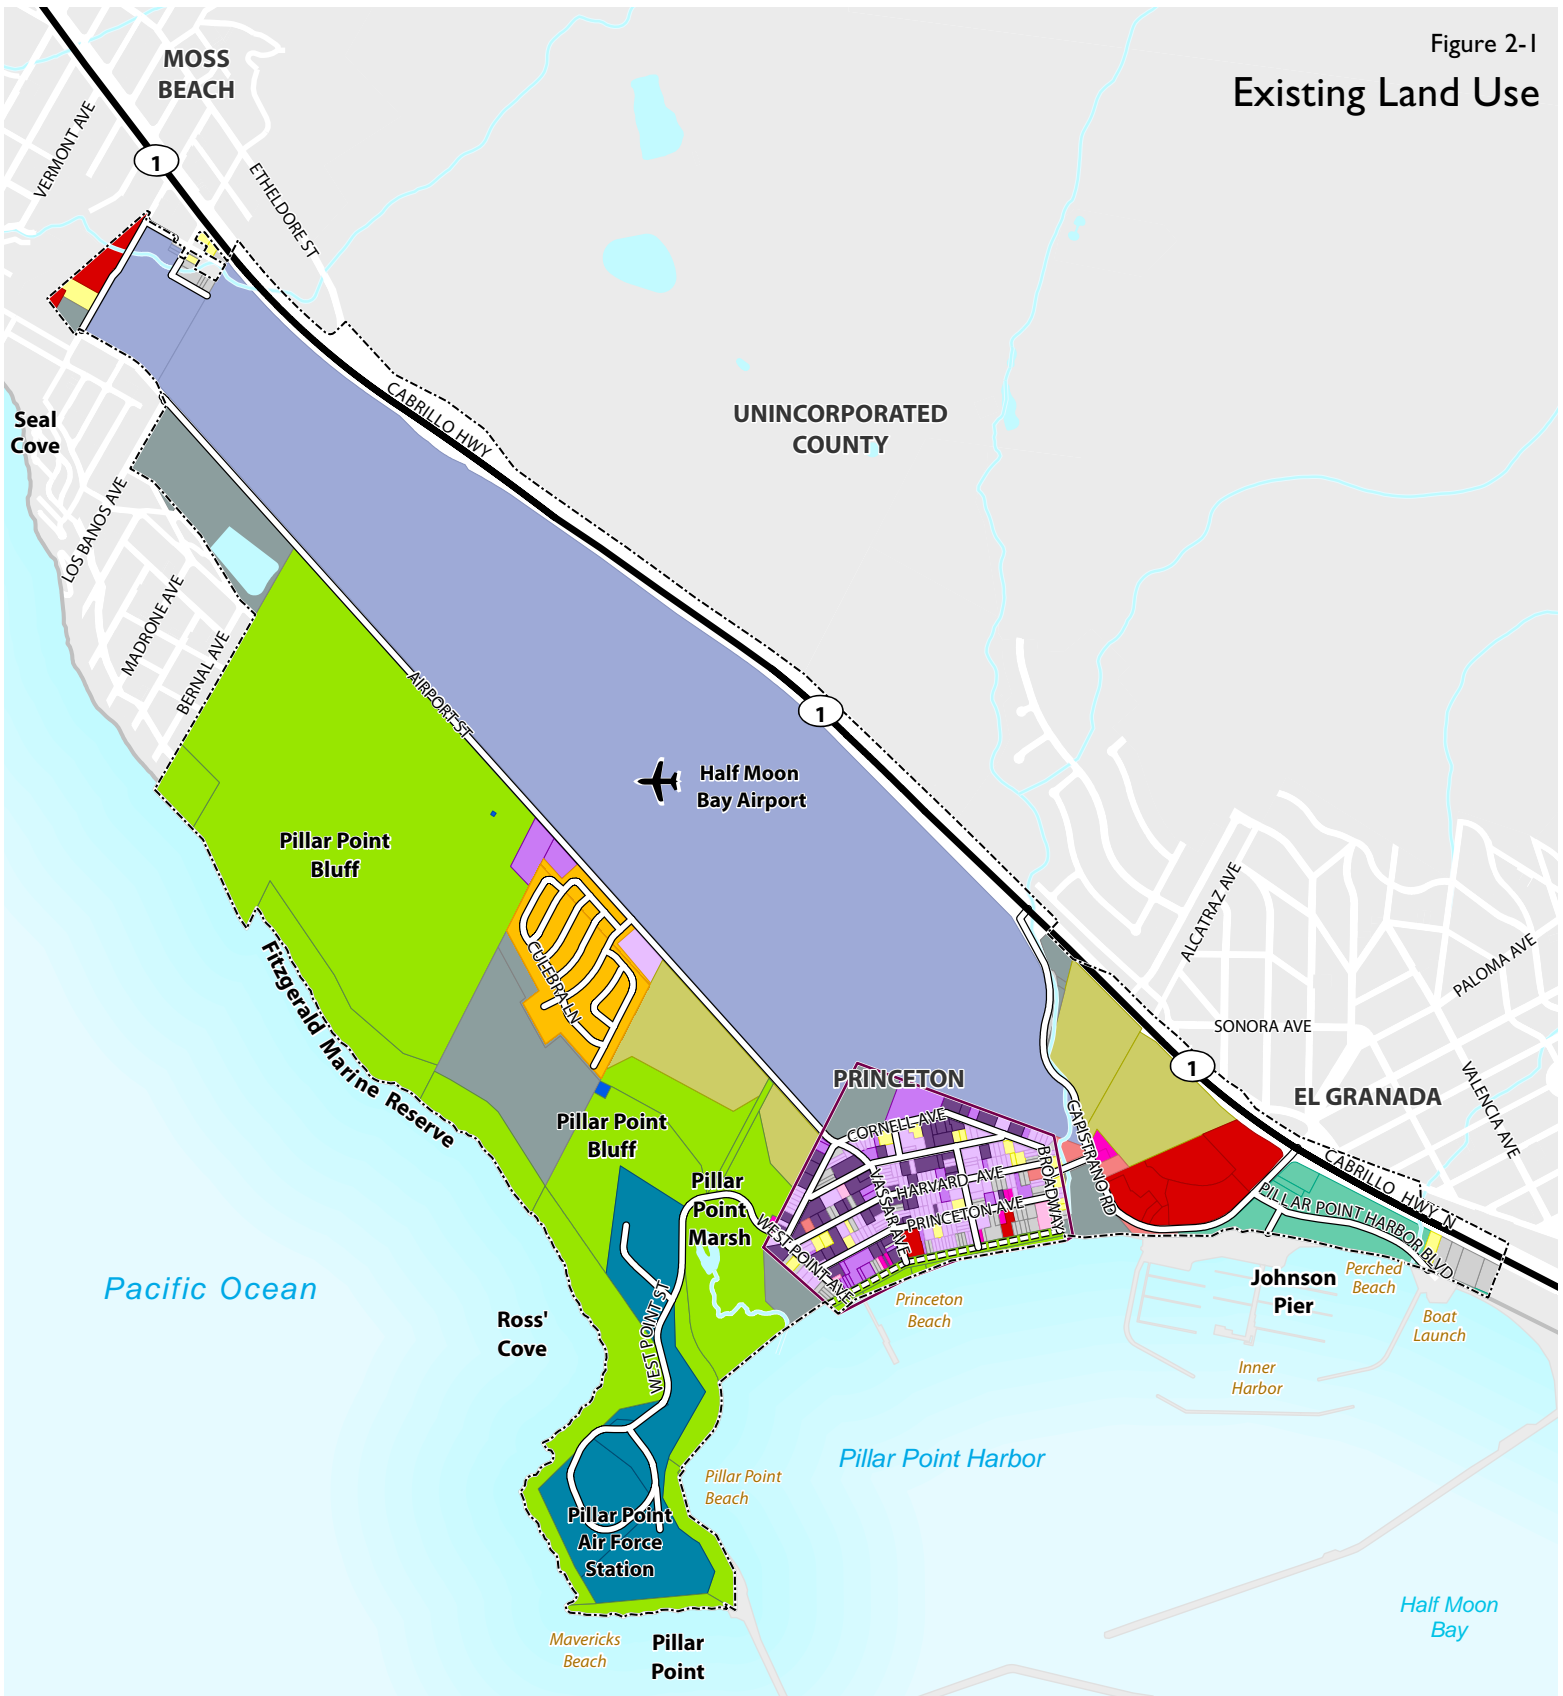 Figure 2-1
Existing Land Use
MOSS
BEACH
VERMONT AVE
1
ETHELDORE ST
CABRILLO HWY
UNINCORPORATED
COUNTY
Seal
Cove
LOS BANOS AVE
MADRONE AVE
BERNAL AVE
AIRPORT ST
1
Half Moon
Bay Airport
Pillar Point
Bluff
CULEBRA LN
Fitzgerald Marine Reserve
ALCATRAZ AVE
PALOMA AVE
SONORA AVE
1
VALENCIA AVE
EL GRANADA
PRINCETON
CORNELL AVE
CAPISTRANO RD
BROADWAY
HARVARD AVE
VASSAR AVE
PRINCETON AVE
WEST POINT AVE
CABRILLO HWY N
PILLAR POINT HARBOR BLVD
Pillar Point
Bluff
Pillar
Point
Marsh
Pacific Ocean
Ross'
Cove
WEST POINT ST
Princeton
Beach
Johnson
Pier
Perched
Beach
Boat
Launch
Inner
Harbor
Pillar Point Harbor
Pillar Point
Beach
Pillar Point
Air Force
Station
Half Moon
Bay
Mavericks
Beach
Pillar
Point